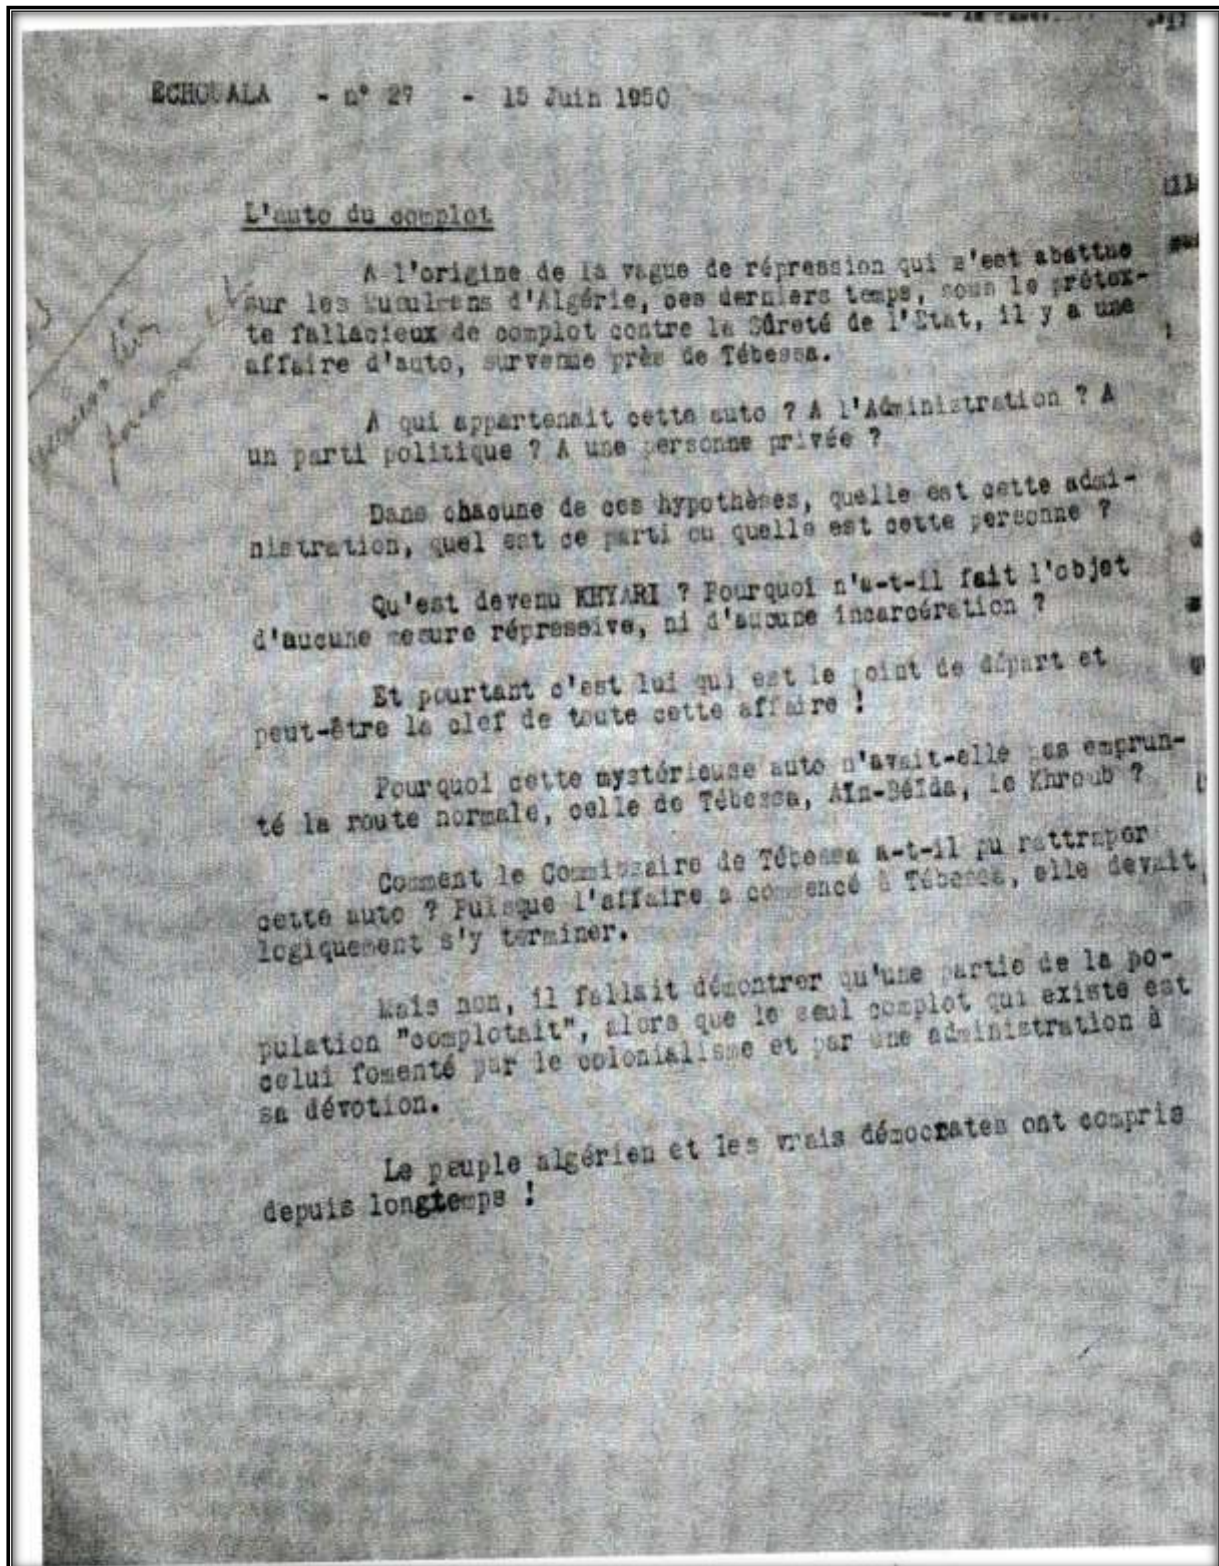 ECHOUALA - n° 27 - 15 Juin 1950
L'auto du complot
A l'origine de la vague de répression qui s'est abattue
sur les Musulmans d'Algérie, ces derniers temps, sous le prétex-
te fallacieux de complot contre la Sûreté de l'Etat, il y a une
affaire d'auto, survenue près de Tébessa.
A qui appartenait cette auto ? A l'Administration ? A
un parti politique ? A une personne privée ?
Dans chacune de ces hypothèses, quelle est cette admi-
nistration, quel est ce parti ou quelle est cette personne ?
Qu'est devenu KHYARI ? Pourquoi n'a-t-il fait l'objet
d'aucune mesure répressive, ni d'aucune incarcération ?
Et pourtant c'est lui qui est le point de départ et
peut-être la clef de toute cette affaire !
Pourquoi cette mystérieuse auto n'avait-elle pas emprun-
té la route normale, celle de Tébessa, Aïn-Béïda, le Khroub ?
Comment le Commissaire de Tébessa a-t-il pu rattraper
cette auto ? Puisque l'affaire a commencé à Tébessa, elle devait
logiquement s'y terminer.
Mais non, il fallait démontrer qu'une partie de la po-
pulation "complotait", alors que le seul complot qui existe est
celui fomenté par le colonialisme et par une administration à
sa dévotion.
Le peuple algérien et les vrais démocrates ont compris
depuis longtemps !